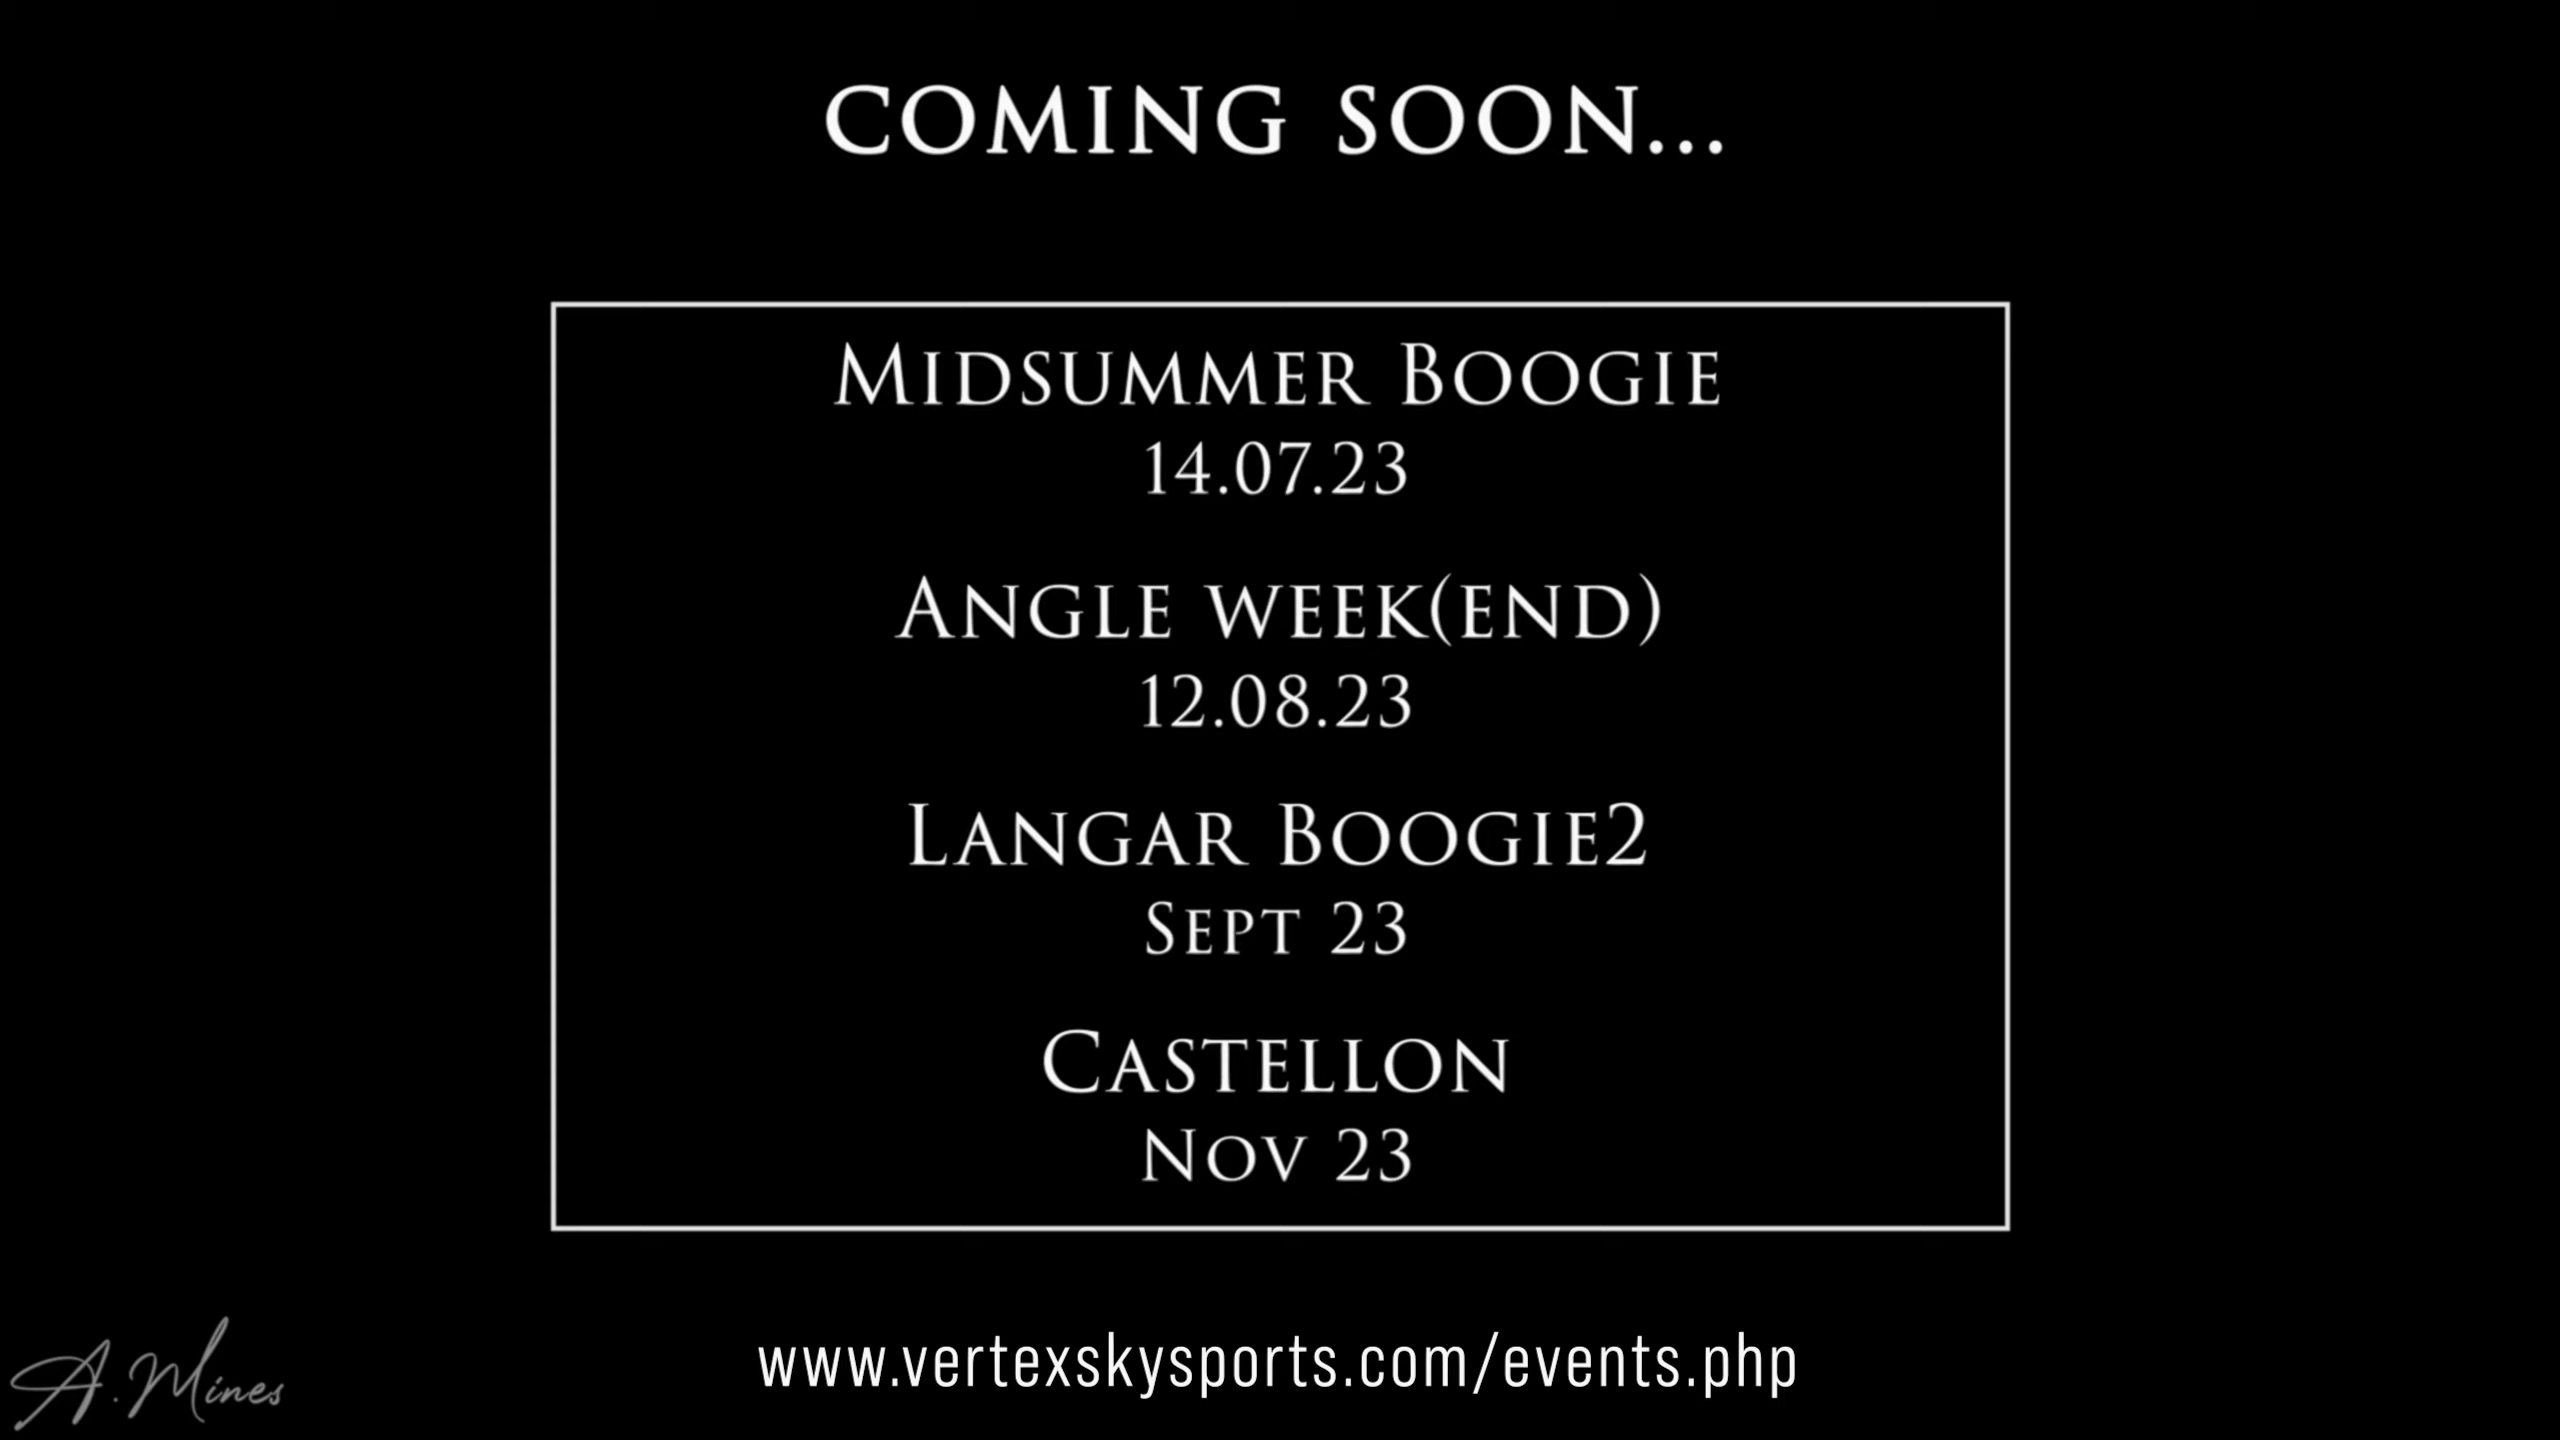 COMING SOON...
MIDSUMMER BOOGIE
14.07.23
ANGLE WEEK(END)
12.08.23
LANGAR BOOGIE2
SEPT 23
CASTELLON
NOV 23
www.vertexskysports.com/events.php
A.Mines